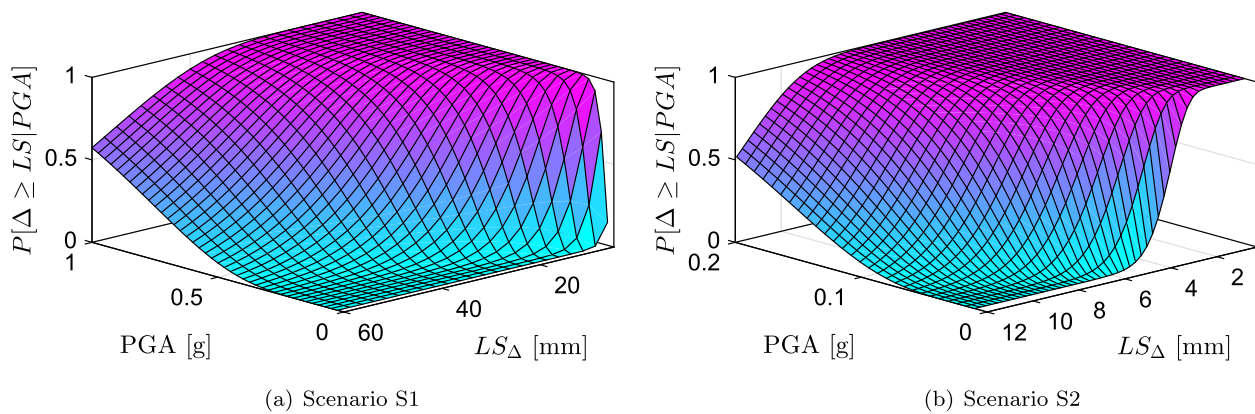 P[Δ ≥ LS|PGA]
1
0.5
0
1
0.5
0
PGA [g]
60
40
20
LS_Δ [mm]
(a) Scenario S1
P[Δ ≥ LS|PGA]
1
0.5
0
0.2
0.1
0
PGA [g]
12
10
8
6
4
2
LS_Δ [mm]
(b) Scenario S2